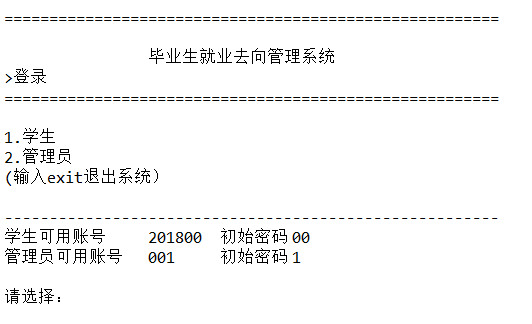 =======================================================
毕业生就业去向管理系统
>登录
=======================================================
1.学生
2.管理员
(输入exit退出系统)
-------------------------------------------------------
学生可用账号 201800 初始密码00
管理员可用账号 001 初始密码1
请选择: